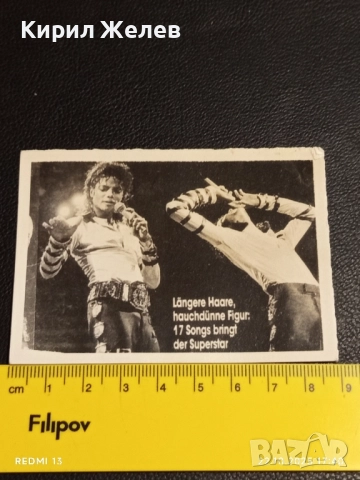 Кирил Желев
Längere Haare,
hauchdünne Figur:
17 Songs bringt
der Superstar
cm 1 2 3 4 5 6 7 8 9
Filipov
REDMI 13
BAZAR